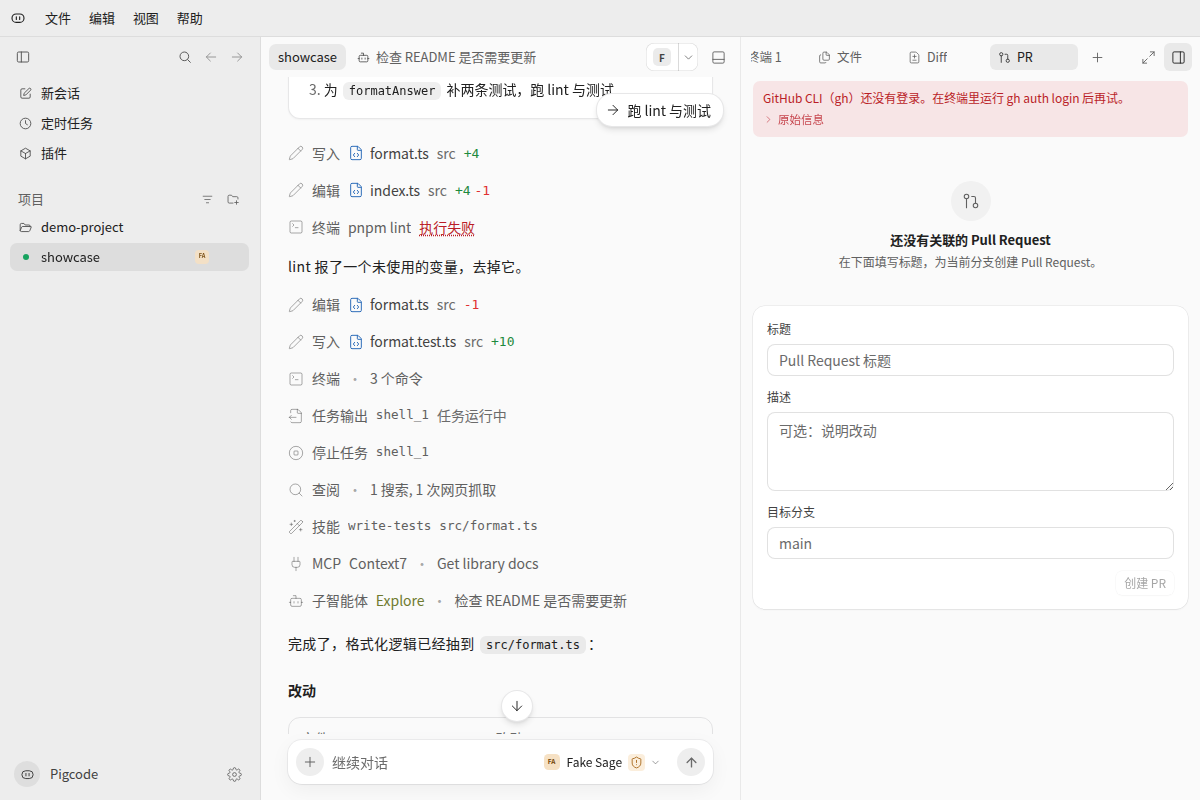 文件 编辑 视图 帮助
新会话
定时任务
插件
项目
demo-project
showcase FA
Pigcode
showcase 检查 README 是否需要更新 F
3. 为 formatAnswer 补两条测试，跑 lint 与测试
跑 lint 与测试
写入 format.ts src +4
编辑 index.ts src +4 -1
终端 pnpm lint 执行失败
lint 报了一个未使用的变量，去掉它。
编辑 format.ts src -1
写入 format.test.ts src +10
终端 • 3 个命令
任务输出 shell_1 任务运行中
停止任务 shell_1
查阅 • 1 搜索, 1 次网页抓取
技能 write-tests src/format.ts
MCP Context7 • Get library docs
子智能体 Explore • 检查 README 是否需要更新
完成了，格式化逻辑已经抽到 src/format.ts：
改动
继续对话 FA Fake Sage
终端 1 文件 Diff PR
GitHub CLI（gh）还没有登录。在终端里运行 gh auth login 后再试。
原始信息
还没有关联的 Pull Request
在下面填写标题，为当前分支创建 Pull Request。
标题
Pull Request 标题
描述
可选：说明改动
目标分支
main
创建 PR